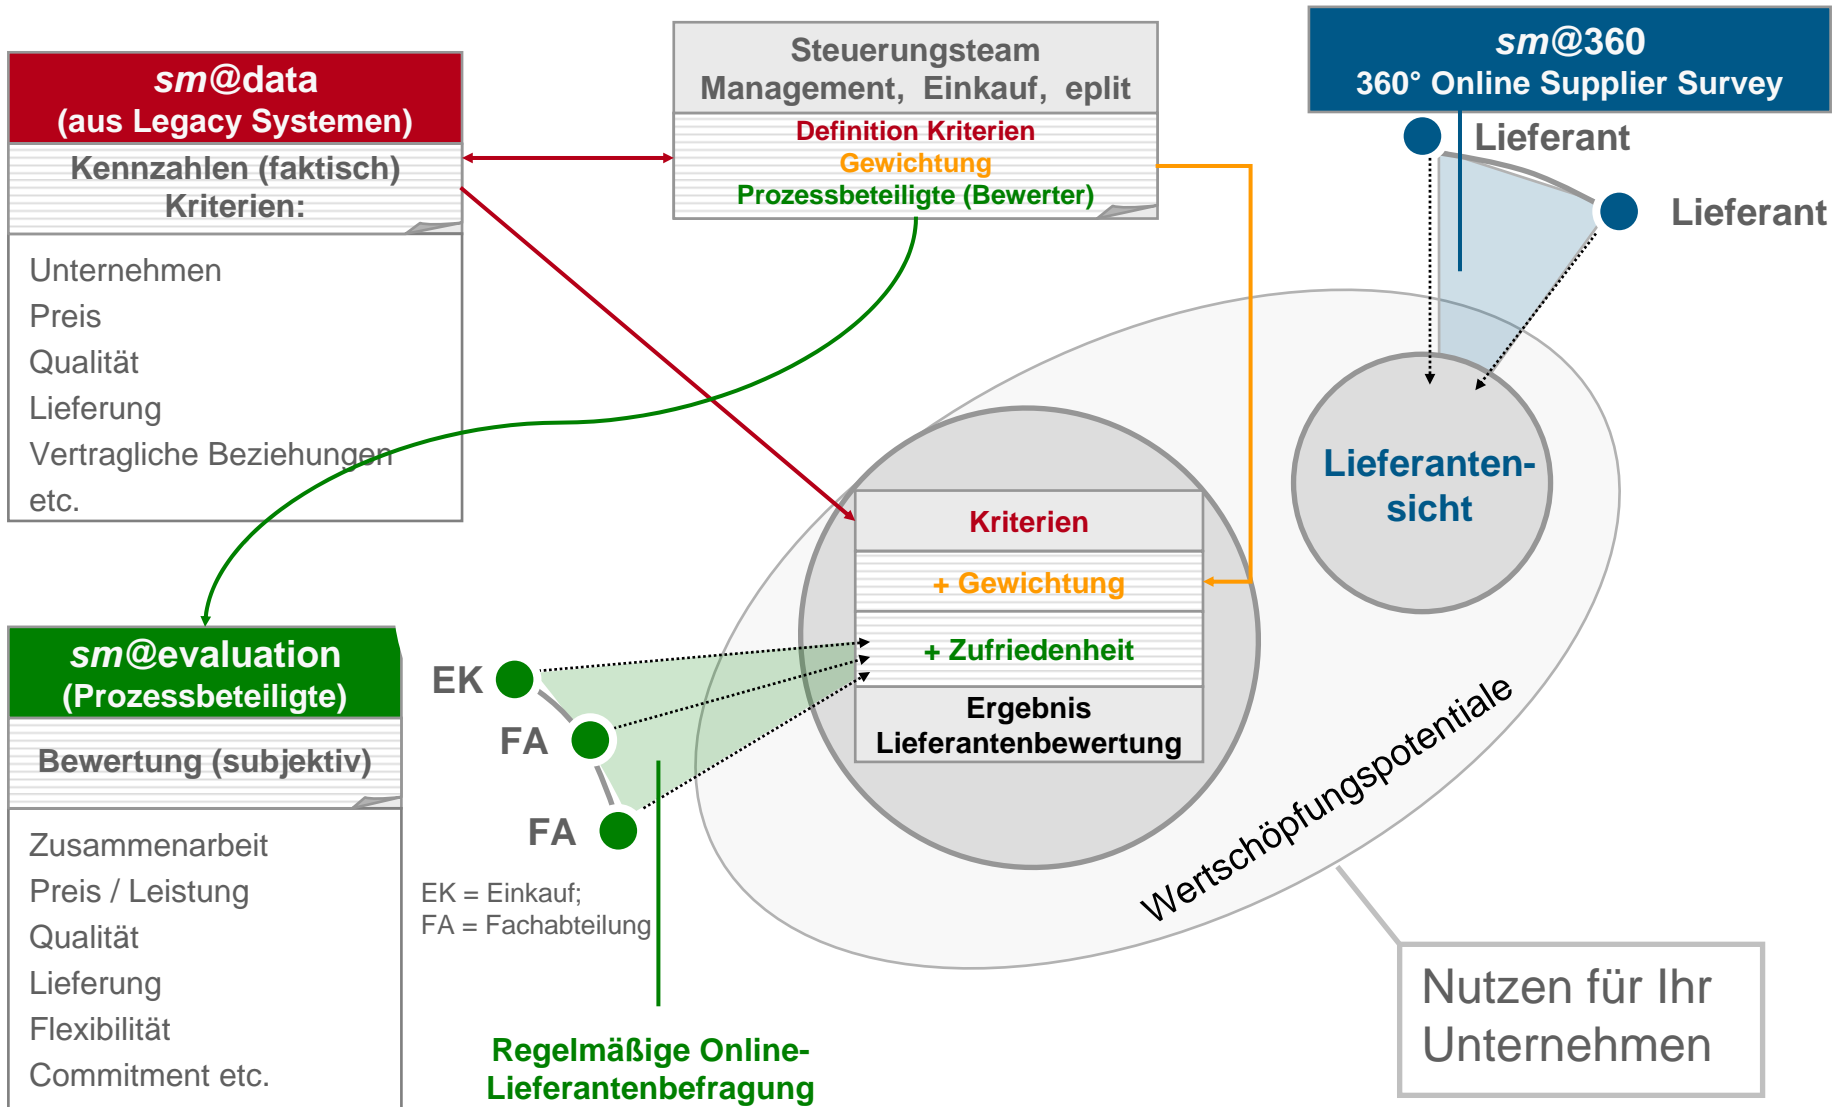 sm@data
(aus Legacy Systemen)
Kennzahlen (faktisch)
Kriterien:
Unternehmen
Preis
Qualität
Lieferung
Vertragliche Beziehungen
etc.
Steuerungsteam
Management, Einkauf, eplit
Definition Kriterien
Gewichtung
Prozessbeteiligte (Bewerter)
sm@360
360° Online Supplier Survey
Lieferant
Lieferant
Lieferanten-
sicht
Kriterien
+ Gewichtung
+ Zufriedenheit
Ergebnis
Lieferantenbewertung
Wertschöpfungspotentiale
sm@evaluation
(Prozessbeteiligte)
Bewertung (subjektiv)
Zusammenarbeit
Preis / Leistung
Qualität
Lieferung
Flexibilität
Commitment etc.
EK
FA
FA
EK = Einkauf;
FA = Fachabteilung
Regelmäßige Online-
Lieferantenbefragung
Nutzen für Ihr
Unternehmen